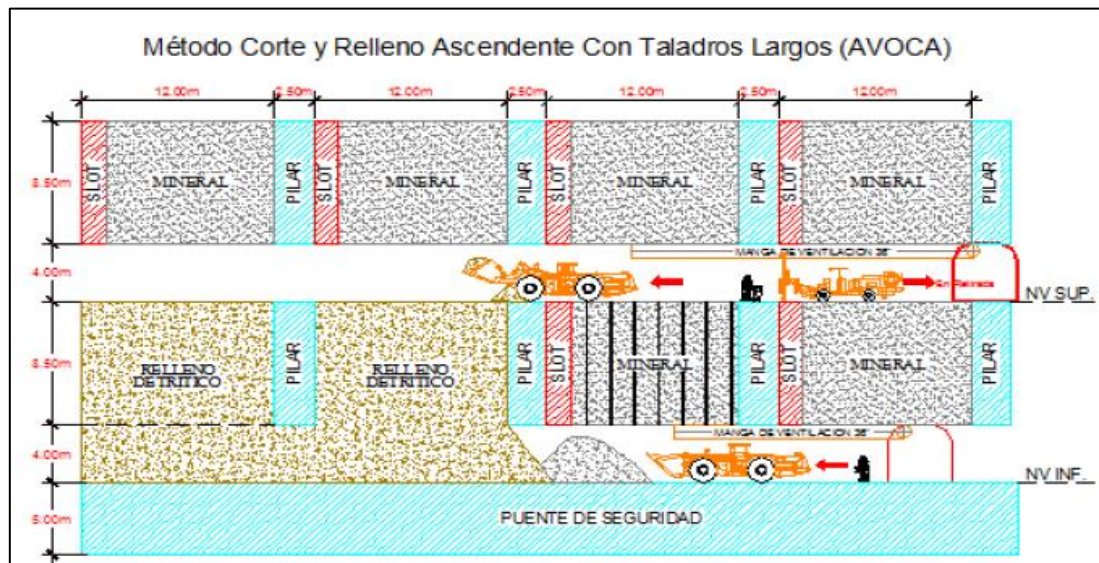 Método Corte y Relleno Ascendente Con Taladros Largos (AVOCA)
12.00m 2.50m 12.00m 2.50m 12.00m 2.50m 12.00m
8.50m SLOT MINERAL PILAR SLOT MINERAL PILAR SLOT MINERAL PILAR SLOT MINERAL PILAR
MANGA DE VENTILACION 36"
4.00m
En Retirada
NV SUP.
8.50m RELLENO DETRITICO PILAR RELLENO DETRITICO PILAR SLOT MINERAL PILAR SLOT MINERAL PILAR
MANGA DE VENTILACION 36"
4.00m
NV INF.
5.00m PUENTE DE SEGURIDAD